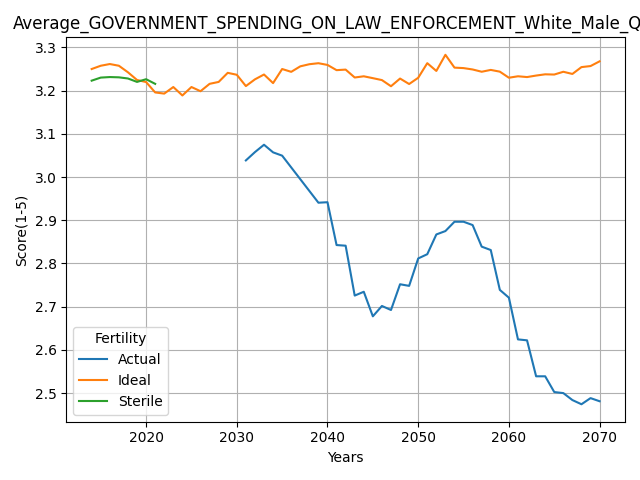 Average_GOVERNMENT_SPENDING_ON_LAW_ENFORCEMENT_White_Male_Q
3.3
3.2
3.1
3.0
2.9
2.8
2.7
2.6
2.5
Score(1-5)
Fertility
Actual
Ideal
Sterile
2020 2030 2040 2050 2060 2070
Years